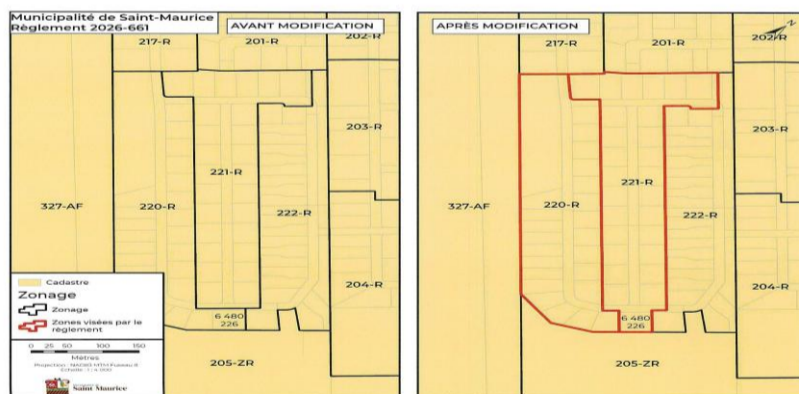 Municipalité de Saint-Maurice
Règlement 2026-661
AVANT MODIFICATION
217-R
201-R
202-R
203-R
221-R
327-AF
220-R
222-R
204-R
6 480
226
205-ZR
Cadastre
Zonage
Zonage
Zones visées par le
règlement
0 25 50 100 150
Mètres
Saint-Maurice
APRÈS MODIFICATION
N
217-R
201-R
202-R
203-R
221-R
327-AF
220-R
222-R
204-R
6 480
226
205-ZR